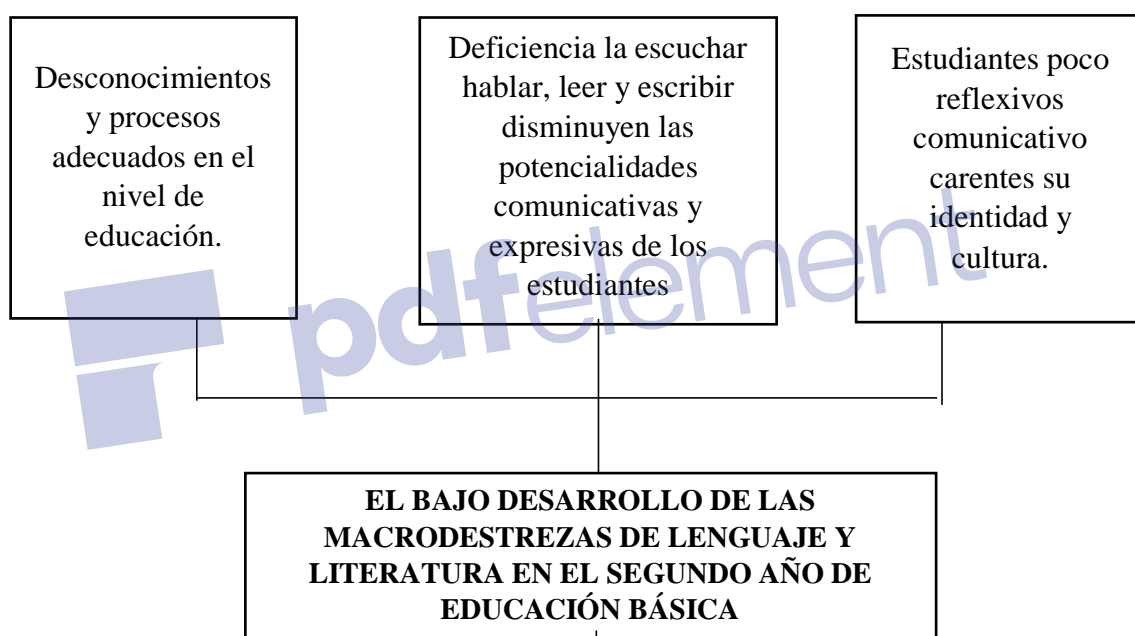 Desconocimientos
y procesos
adecuados en el
nivel de
educación.
Deficiencia la escuchar
hablar, leer y escribir
disminuyen las
potencialidades
comunicativas y
expresivas de los
estudiantes
Estudiantes poco
reflexivos
comunicativo
carentes su
identidad y
cultura.
pdfelement
EL BAJO DESARROLLO DE LAS
MACRODESTREZAS DE LENGUAJE Y
LITERATURA EN EL SEGUNDO AÑO DE
EDUCACIÓN BÁSICA